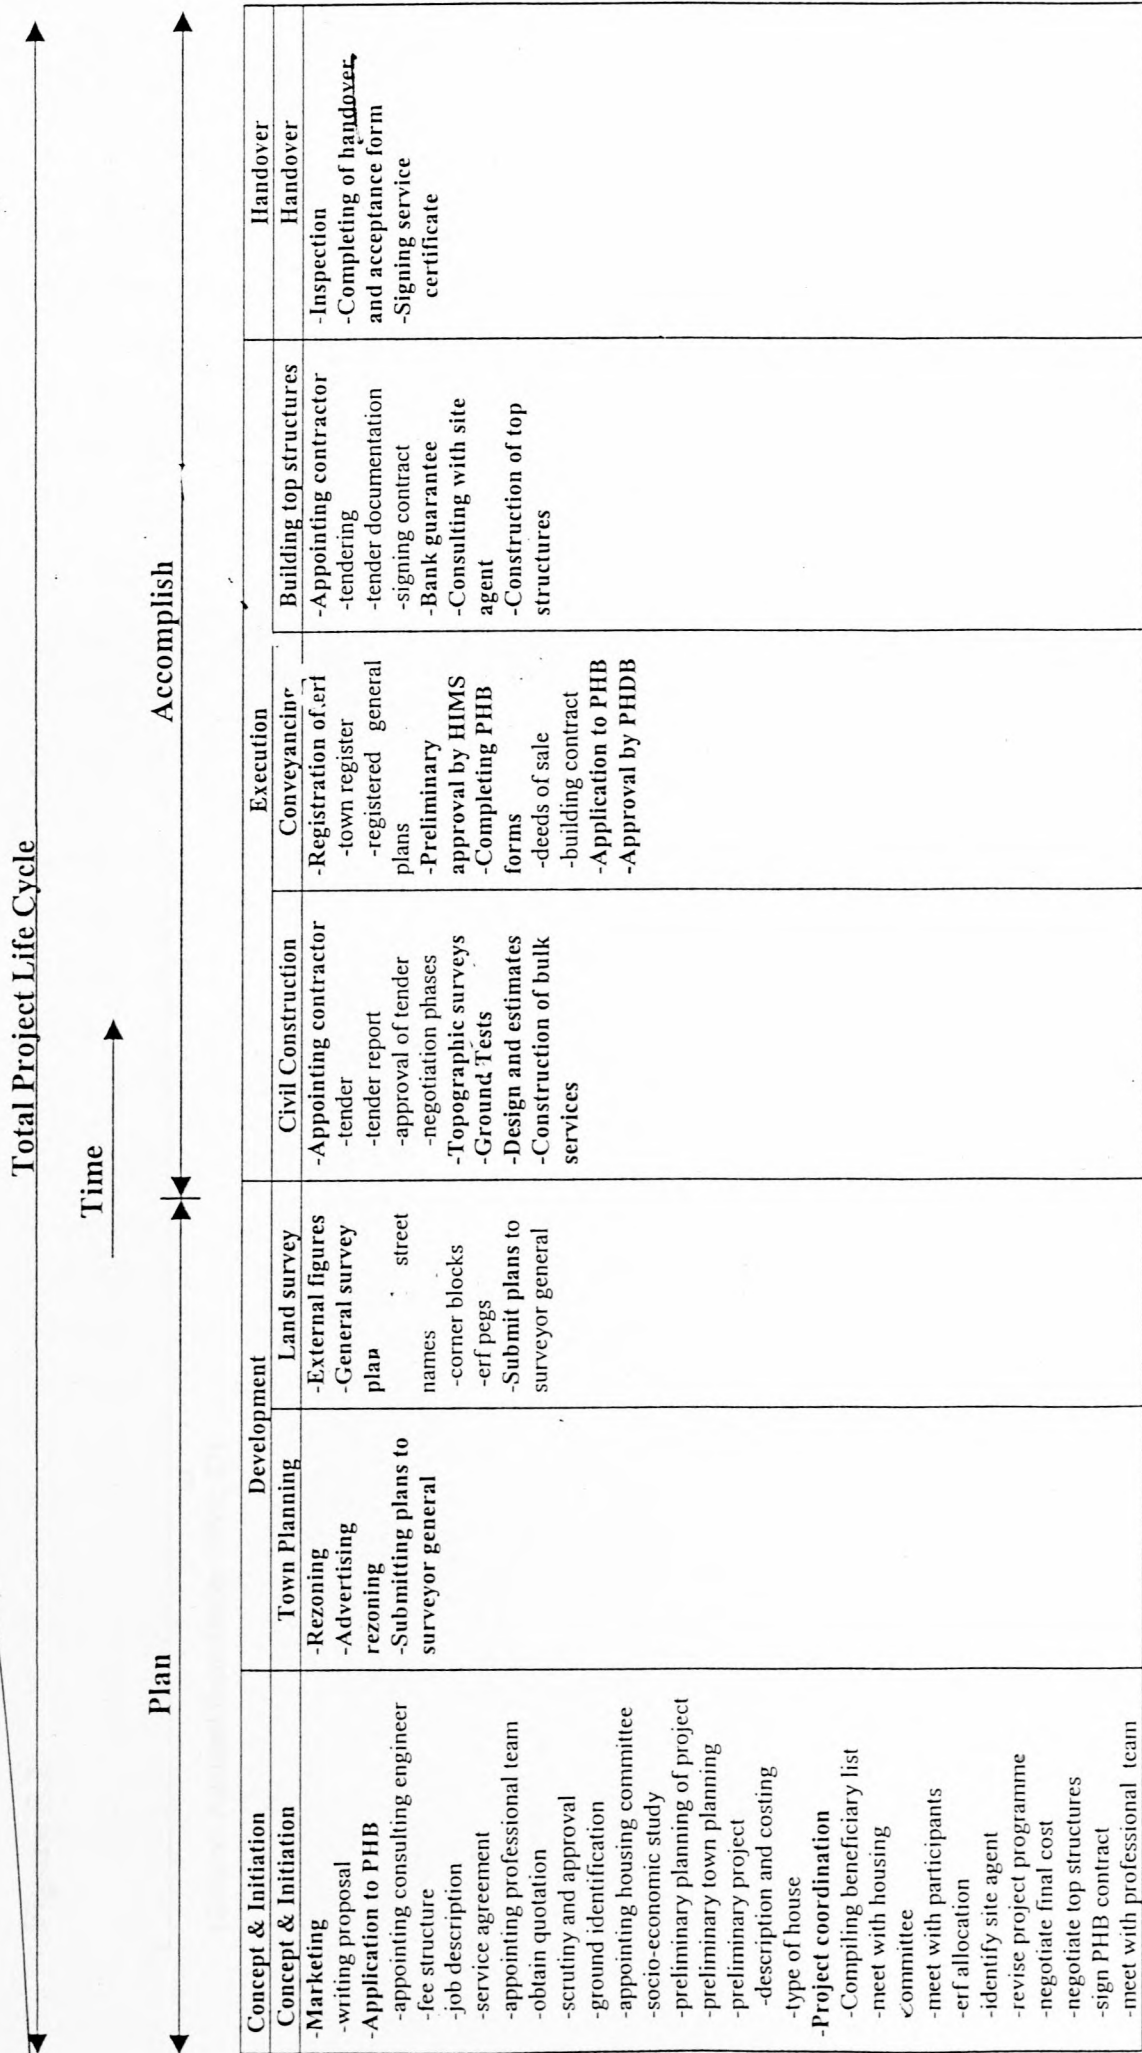 Total Project Life Cycle
Time
Plan
Accomplish
Concept & Initiation
Development
Execution
Handover
Concept & Initiation
Town Planning
Land survey
Civil Construction
Conveyancing
Building top structures
Handover
-Marketing
-writing proposal
-Application to PHB
-appointing consulting engineer
-fee structure
-job description
-service agreement
-appointing professional team
-obtain quotation
-scrutiny and approval
-ground identification
-appointing housing committee
-socio-economic study
-preliminary planning of project
-preliminary town planning
-preliminary project
-description and costing
-type of house
-Project coordination
-Compiling beneficiary list
-meet with housing
committee
-meet with participants
-erf allocation
-identify site agent
-revise project programme
-negotiate final cost
-negotiate top structures
-sign PHB contract
-meet with professional team
-Rezoning
-Advertising
rezoning
-Submitting plans to
surveyor general
-External figures
-General survey
plan
street
names
-corner blocks
-erf pegs
-Submit plans to
surveyor general
-Appointing contractor
-tender
-tender report
-approval of tender
-negotiation phases
-Topographic surveys
-Ground Tests
-Design and estimates
-Construction of bulk
services
-Registration of erf
-town register
-registered general
plans
-Preliminary
approval by HIMS
-Completing PHB
forms
-deeds of sale
-building contract
-Application to PHB
-Approval by PHDB
-Appointing contractor
-tendering
-tender documentation
-signing contract
-Bank guarantee
-Consulting with site
agent
-Construction of top
structures
-Inspection
-Completing of handover
and acceptance form
-Signing service
certificate